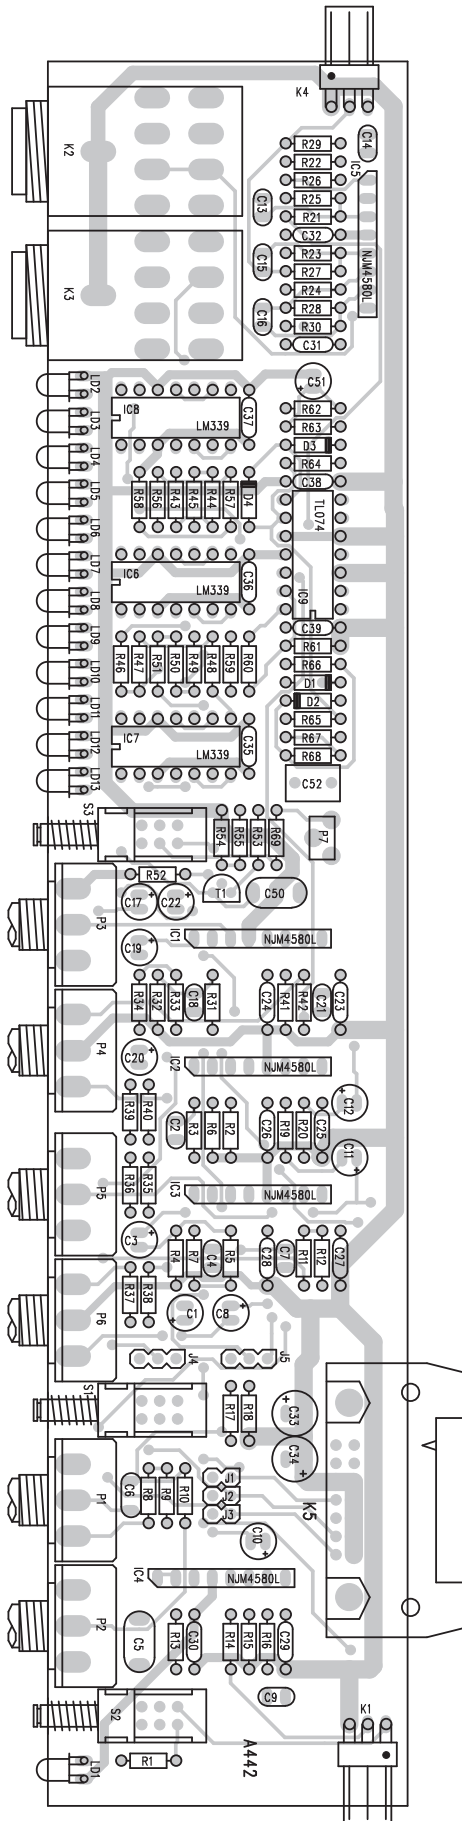 K4
K2
C14
R29
R22
IC5
R26
C13
R25
R21
C32
R23
NJM4580L
C15
R27
K3
R24
R28
C16
R30
C31
LD2
C51
IC8
LM339
C37
R62
LD3
R63
D3
LD4
R64
LD5
R58
R56
R43
R45
R44
R57
D4
C38
TL074
LD6
LD7
IC6
LM339
C36
LD8
IC9
LD9
C39
R46
R47
R51
R50
R49
R48
R59
R60
R61
LD10
R66
D1
LD11
D2
R65
LD12
IC7
LM339
C35
R67
R68
LD13
C52
S3
R54
R55
R53
R69
P7
R52
T1
C50
P3
C17
C22
C19
IC1
NJM4580L
R34
R32
R33
C18
R31
C24
R41
R42
C21
C23
P4
C20
IC2
NJM4580L
R39
R40
C2
R3
R6
R2
C26
R19
R20
C25
C12
P5
R36
R35
IC3
NJM4580L
C11
C3
R4
R7
C4
R5
C28
C7
R11
R12
C27
P6
R37
R38
C1
C8
J4
J5
S1
R17
R18
C33
C34
P1
C6
R8
R9
R10
J1
J2
J3
K5
C10
IC4
NJM4580L
P2
C5
R13
C30
R14
R15
R16
C29
C9
S2
K1
A442
LD1
R1